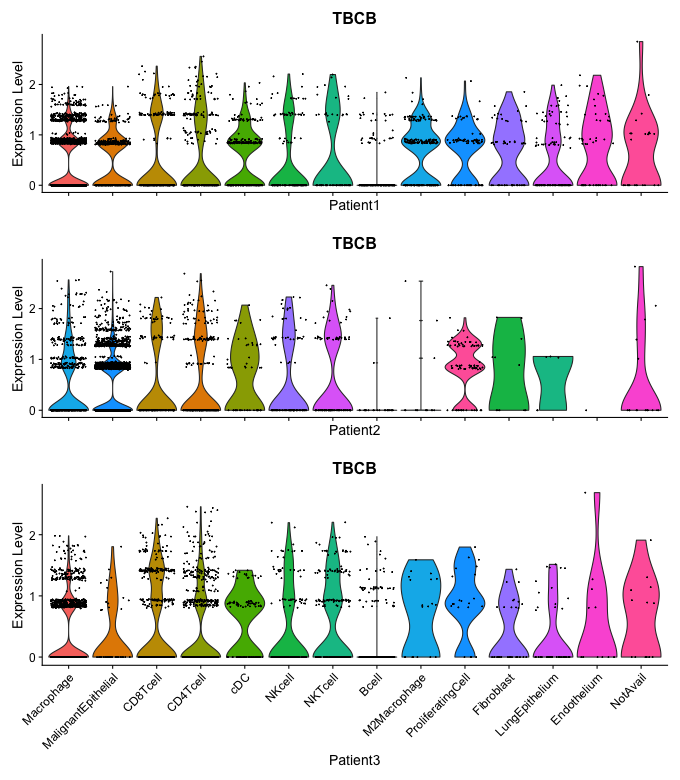 TBCB
Expression Level
2
1
0
Patient1
TBCB
Expression Level
2
1
0
Patient2
TBCB
Expression Level
2
1
0
Macrophage
MalignantEpithelial
CD8Tcell
CD4Tcell
cDC
NKcell
NKTcell
Bcell
M2Macrophage
ProliferatingCell
Fibroblast
LungEpithelium
Endothelium
NotAvail
Patient3